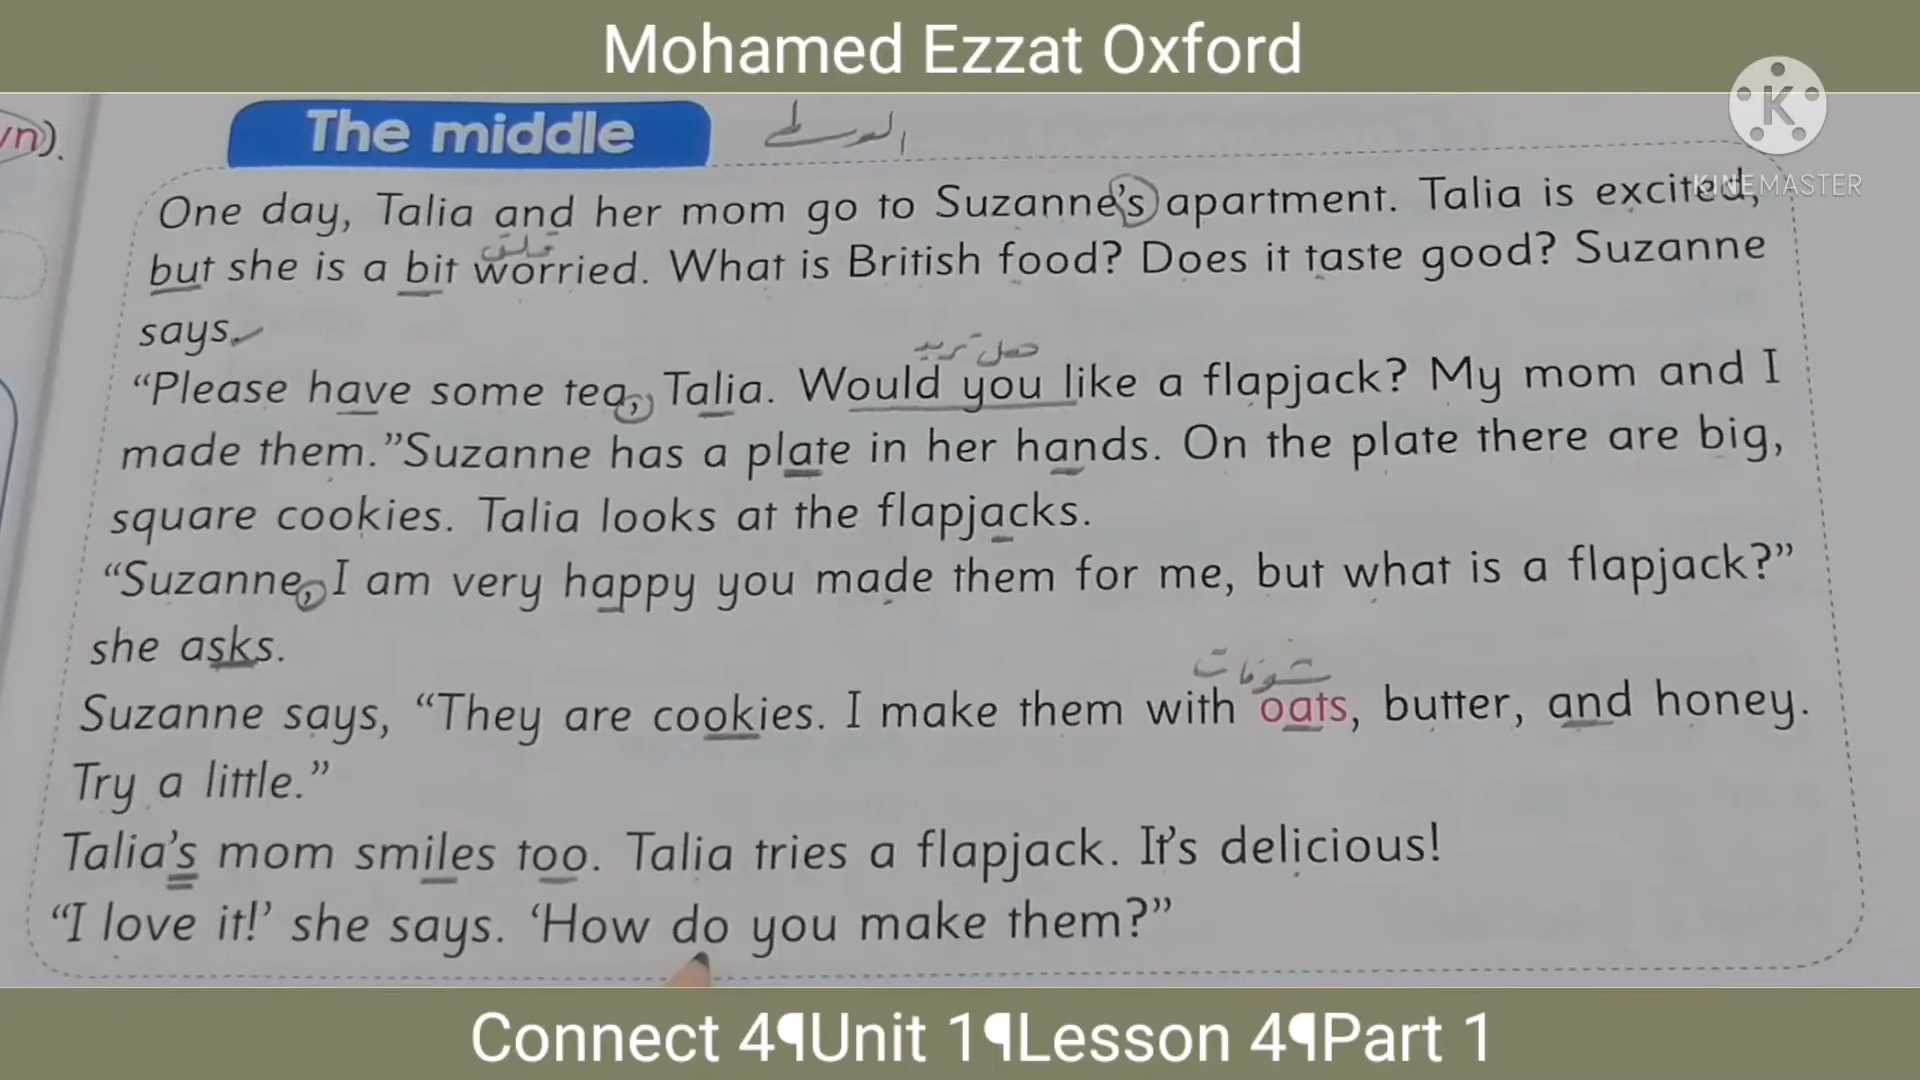 Mohamed Ezzat Oxford
K
KINEMASTER
yn).
The middle الوسط
One day, Talia and her mom go to Suzanne's apartment. Talia is excited,
قلق
but she is a bit worried. What is British food? Does it taste good? Suzanne
says,
هل تريد
“Please have some tea, Talia. Would you like a flapjack? My mom and I
made them.”Suzanne has a plate in her hands. On the plate there are big,
square cookies. Talia looks at the flapjacks.
“Suzanne, I am very happy you made them for me, but what is a flapjack?”
she asks.
شوفات
Suzanne says, “They are cookies. I make them with oats, butter, and honey.
Try a little.”
Talia’s mom smiles too. Talia tries a flapjack. It’s delicious!
“I love it!’ she says. ‘How do you make them?”
Connect 4¶Unit 1¶Lesson 4¶Part 1